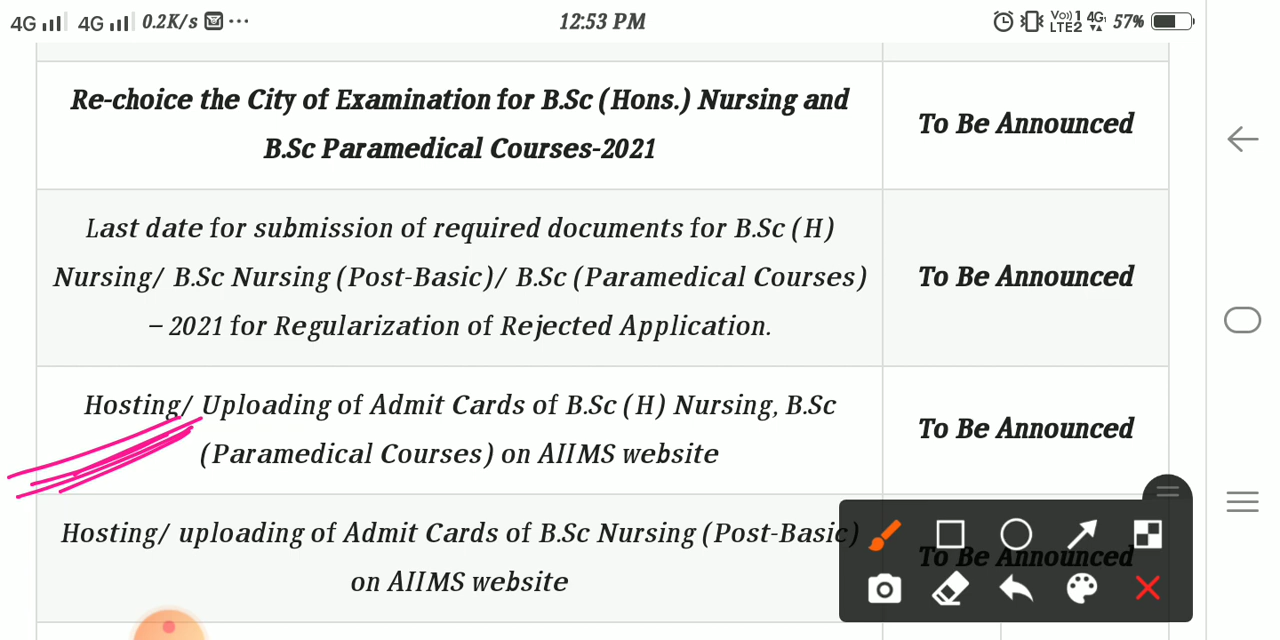 4G 4G 0.2K/s ... 12:53 PM Vo) 1 LTE2 4G 57%
Re-choice the City of Examination for B.Sc (Hons.) Nursing and
B.Sc Paramedical Courses-2021
To Be Announced
Last date for submission of required documents for B.Sc (H)
Nursing/ B.Sc Nursing (Post-Basic)/ B.Sc (Paramedical Courses)
– 2021 for Regularization of Rejected Application.
To Be Announced
Hosting/ Uploading of Admit Cards of B.Sc (H) Nursing, B.Sc
(Paramedical Courses) on AIIMS website
To Be Announced
Hosting/ uploading of Admit Cards of B.Sc Nursing (Post-Basic)
on AIIMS website
To Be Announced